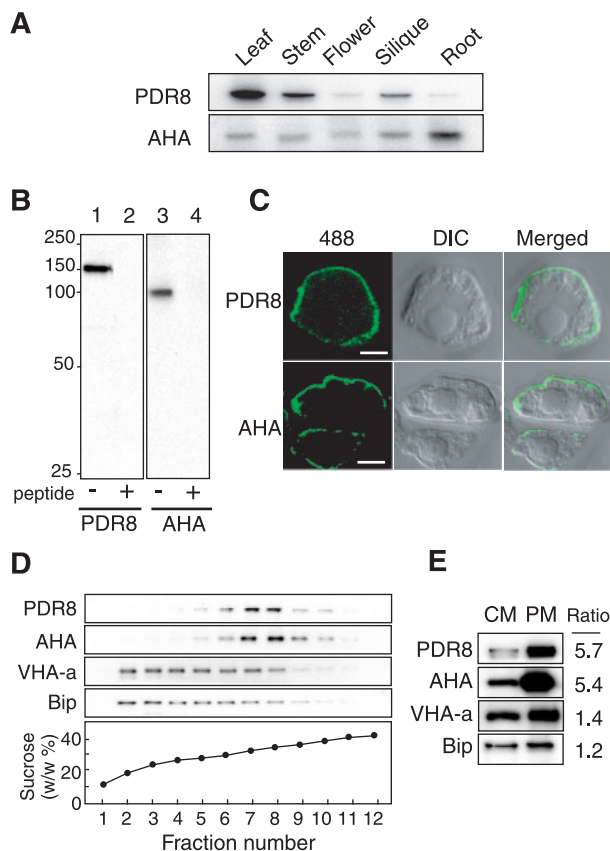 A
Leaf Stem Flower Silique Root
PDR8
AHA
B
1 2 3 4
250
150
100
50
25
peptide - + - +
PDR8 AHA
C
488 DIC Merged
PDR8
AHA
D
PDR8
AHA
VHA-a
Bip
Sucrose
(w/w %)
40
20
0
1 2 3 4 5 6 7 8 9 10 11 12
Fraction number
E
CM PM Ratio
PDR8 5.7
AHA 5.4
VHA-a 1.4
Bip 1.2